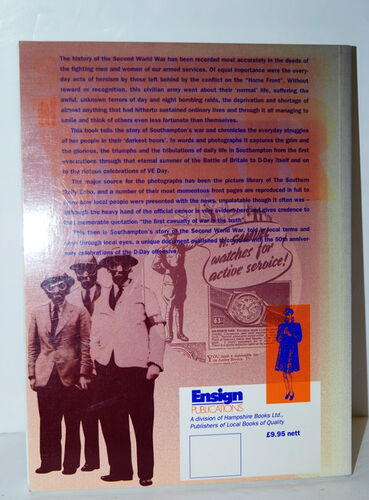 The history of the Second World War has been recorded most accurately in the deeds of
the fighting men and women of our armed services. Of equal importance were the every-
day acts of heroism by those left behind by the conflict on the "Home Front". Without
reward or recognition, this civilian army went about their 'normal' life, suffering the
awful, unknown terrors of day and night bombing raids, the deprivation and shortage of
almost anything that had hitherto sustained ordinary lives and through it all managing to
smile and think of others even less fortunate than themselves.
This book tells the story of Southampton's war and chronicles the everyday struggles
of her people in their 'darkest hours'. In words and photographs it captures the grim and
the glorious, the triumphs and the tribulations of daily life in Southampton from the first
evacuations through that eternal summer of the Battle of Britain to D-Day itself and on
to the riotous celebrations of VE Day.
The major source for the photographs has been the picture library of The Southern
Daily Echo, and a number of their most momentous front pages are reproduced in full to
show how local people were presented with the news, unpalatable though it often was –
although the heavy hand of the official censor is very evident here and gives credence to
the memorable quotation "the first casualty of war is the truth".
This then is Southampton's story of the Second World War, told in local terms and
seen through local eyes, a unique document published to coincide with the 50th anniver-
sary celebrations of the D-Day offensive.
watches for
active service!
Ensign
PUBLICATIONS
A division of Hampshire Books Ltd.,
Publishers of Local Books of Quality
£9.95 nett